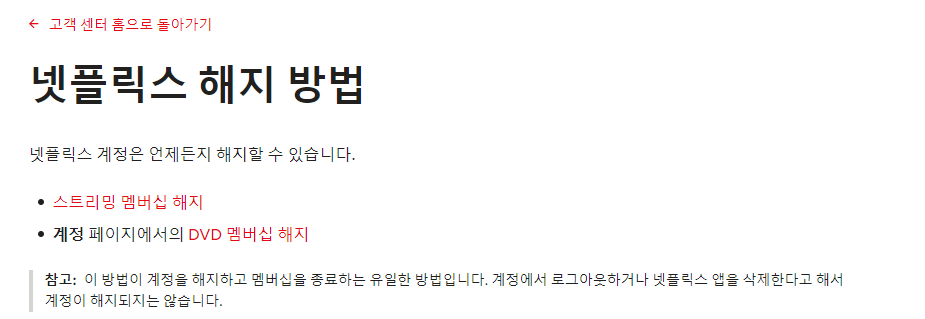 ← 고객 센터 홈으로 돌아가기
넷플릭스 해지 방법
넷플릭스 계정은 언제든지 해지할 수 있습니다.
• 스트리밍 멤버십 해지
• 계정 페이지에서의 DVD 멤버십 해지
참고: 이 방법이 계정을 해지하고 멤버십을 종료하는 유일한 방법입니다. 계정에서 로그아웃하거나 넷플릭스 앱을 삭제한다고 해서
계정이 해지되지는 않습니다.